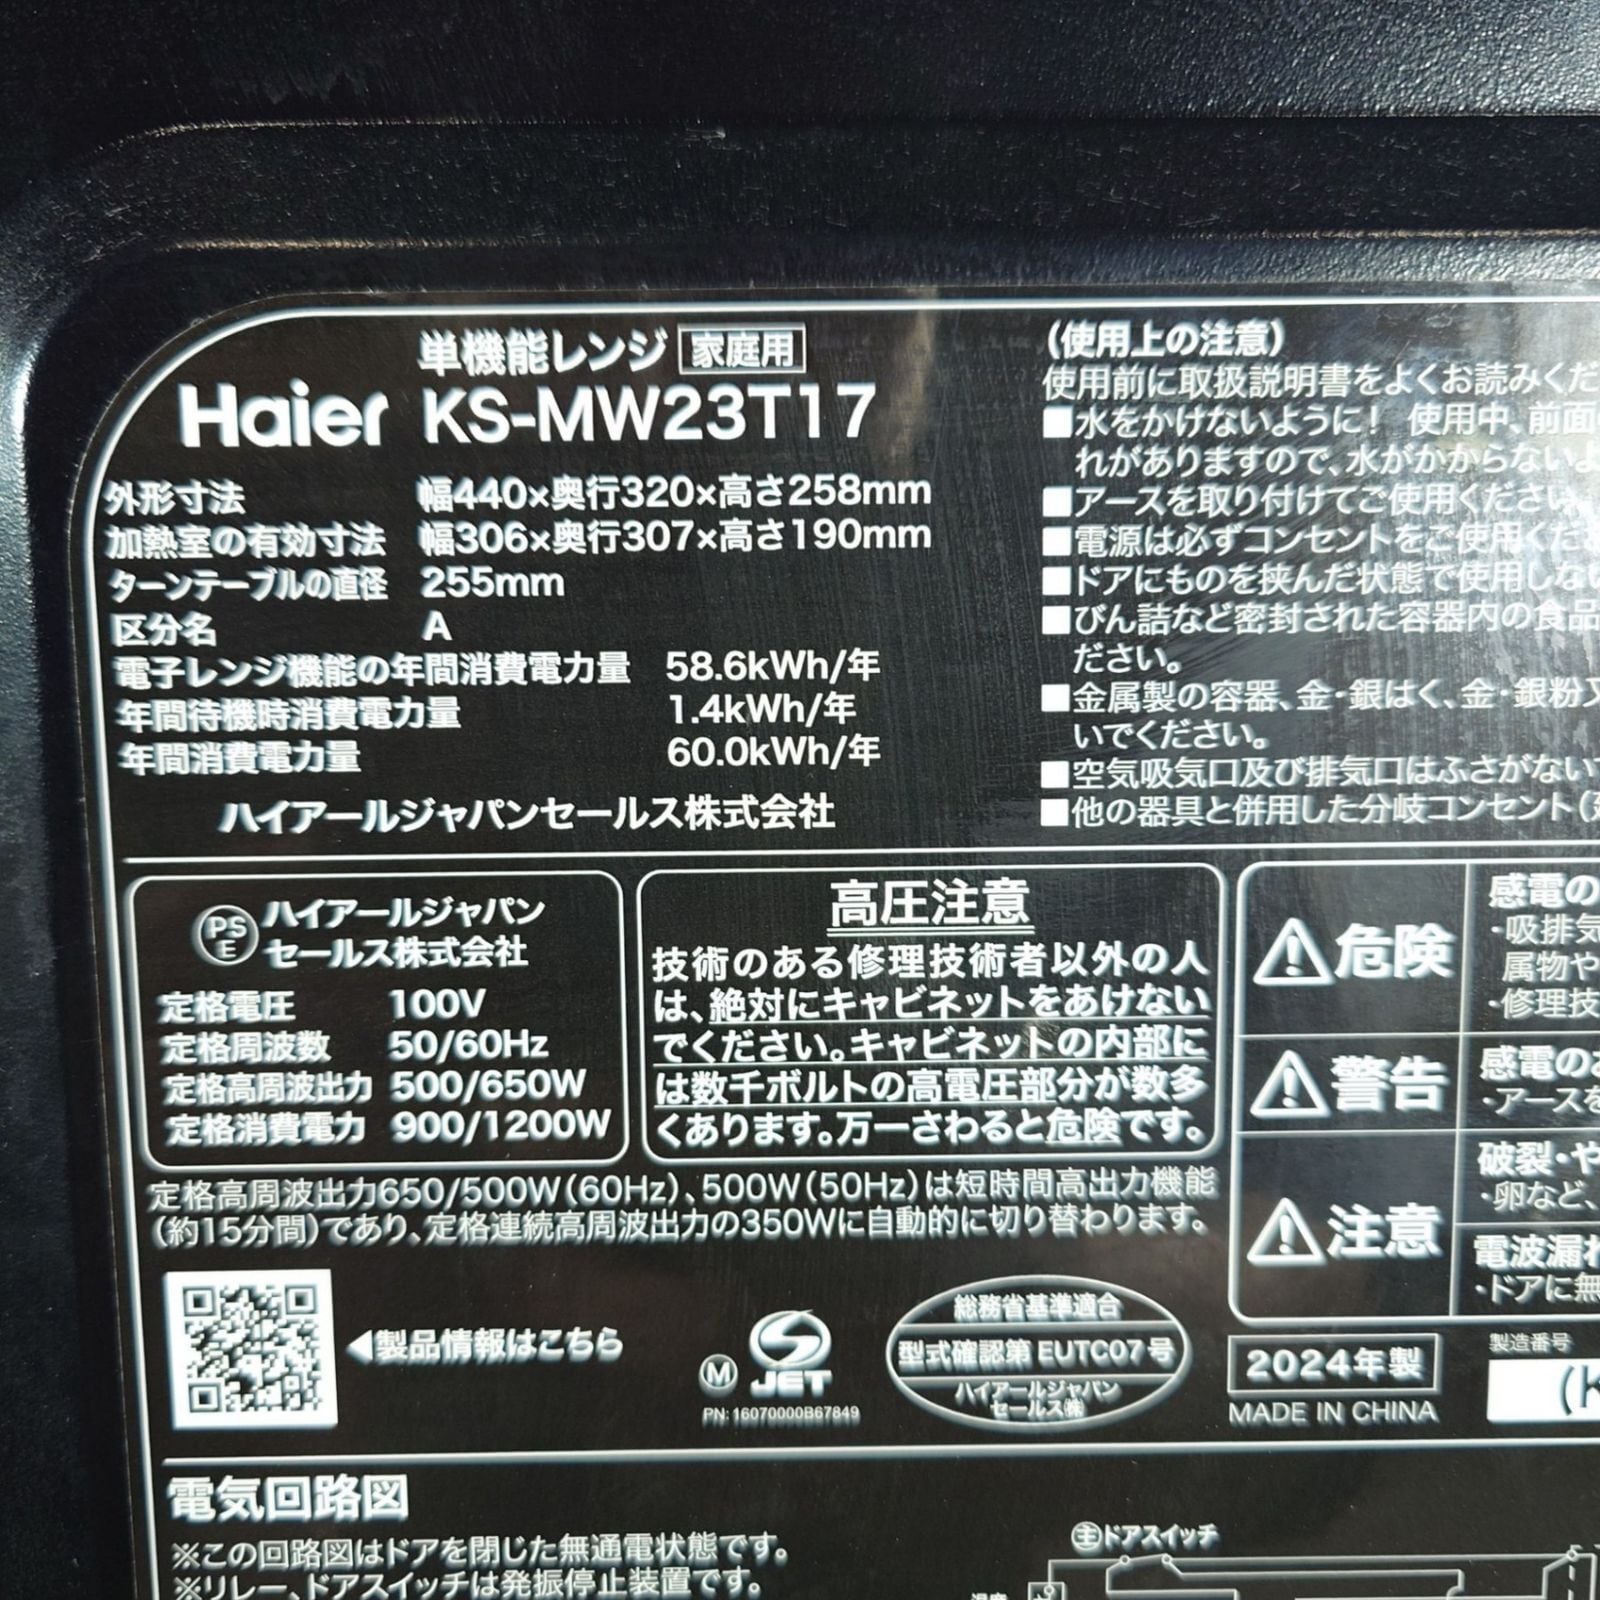 単機能レンジ 家庭用
Haier KS-MW23T17
外形寸法 幅440×奥行320×高さ258mm
加熱室の有効寸法 幅306×奥行307×高さ190mm
ターンテーブルの直径 255mm
区分名 A
電子レンジ機能の年間消費電力量 58.6kWh/年
年間待機時消費電力量 1.4kWh/年
年間消費電力量 60.0kWh/年
ハイアールジャパンセールス株式会社
(使用上の注意)
使用前に取扱説明書をよくお読みくだ
■水をかけないように! 使用中、前面
れがありますので、水がかからないよ
■アースを取り付けてご使用ください。
■電源は必ずコンセントをご使用くださ
■ドアにものを挟んだ状態で使用しない
■びん詰など密封された容器内の食品
ださい。
■金属製の容器、金・銀はく、金・銀粉又
いでください。
■空気吸気口及び排気口はふさがない
■他の器具と併用した分岐コンセント(
PS
E
ハイアールジャパン
セールス株式会社
定格電圧 100V
定格周波数 50/60Hz
定格高周波出力 500/650W
定格消費電力 900/1200W
高圧注意
技術のある修理技術者以外の人
は、絶対にキャビネットをあけない
でください。キャビネットの内部に
は数千ボルトの高電圧部分が数多
くあります。万一さわると危険です。
定格高周波出力650/500W(60Hz)、500W(50Hz)は短時間高出力機能
(約15分間)であり、定格連続高周波出力の350Wに自動的に切り替わります。
危険
感電の
・吸排気
属物や
・修理技
警告
感電のお
・アースを
注意
破裂・や
・卵など、
電波漏れ
・ドアに無
◀製品情報はこちら
M
S
JET
PN: 16070000B67849
総務省基準適合
型式確認第 EUTC07号
ハイアールジャパン
セールス㈱
2024年製
MADE IN CHINA
製造番号
(K
電気回路図
※この回路図はドアを閉じた無通電状態です。
※リレー、ドアスイッチは発振停止装置です。
主 ドアスイッチ
温度